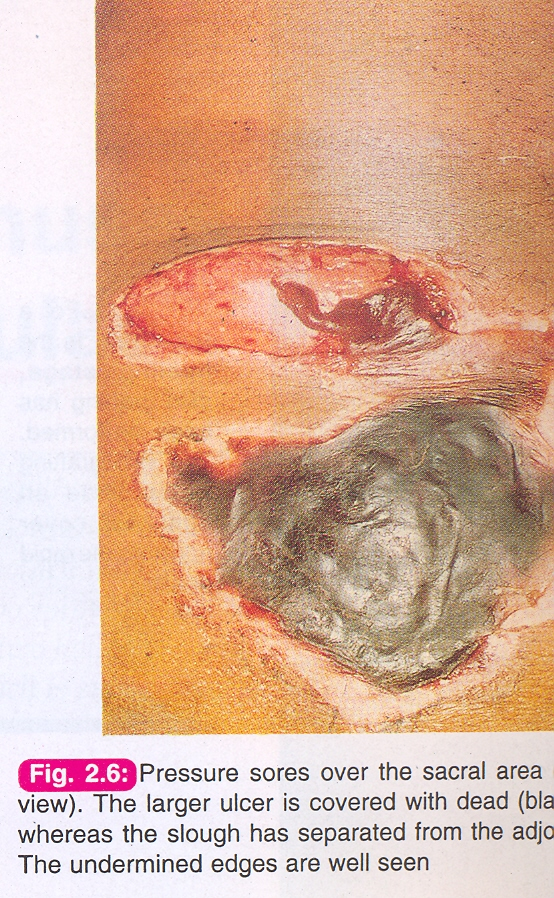 Fig. 2.6: Pressure sores over the sacral area
view). The larger ulcer is covered with dead (bla
whereas the slough has separated from the adjo
The undermined edges are well seen